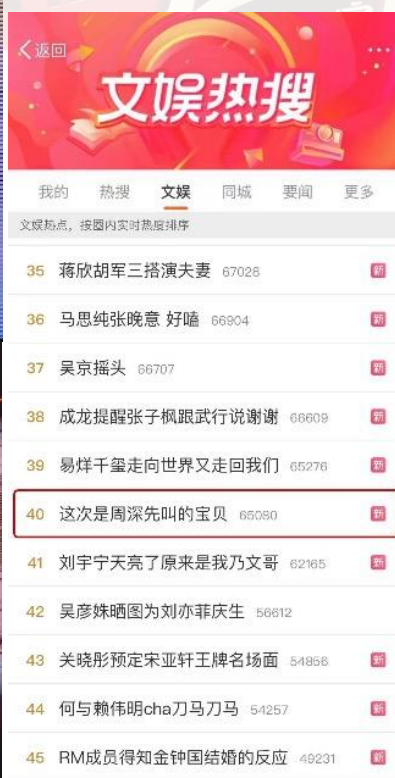 返回
文娱热搜
我的 热搜 文娱 同城 要闻 更多
文娱热点，按圈内实时热度排序
35 蒋欣胡军三搭演夫妻 67028 新
36 马思纯张晚意 好嗑 66904 新
37 吴京摇头 66707 新
38 成龙提醒张子枫跟武行说谢谢 66609 新
39 易烊千玺走向世界又走回我们 65276 新
40 这次是周深先叫的宝贝 65080 新
41 刘宇宁天亮了原来是我乃文哥 62165 新
42 吴彦姝晒图为刘亦菲庆生 56612
43 关晓彤预定宋亚轩王牌名场面 54856 新
44 何与赖伟明cha刀马刀马 54257 新
45 RM成员得知金钟国结婚的反应 49231 新